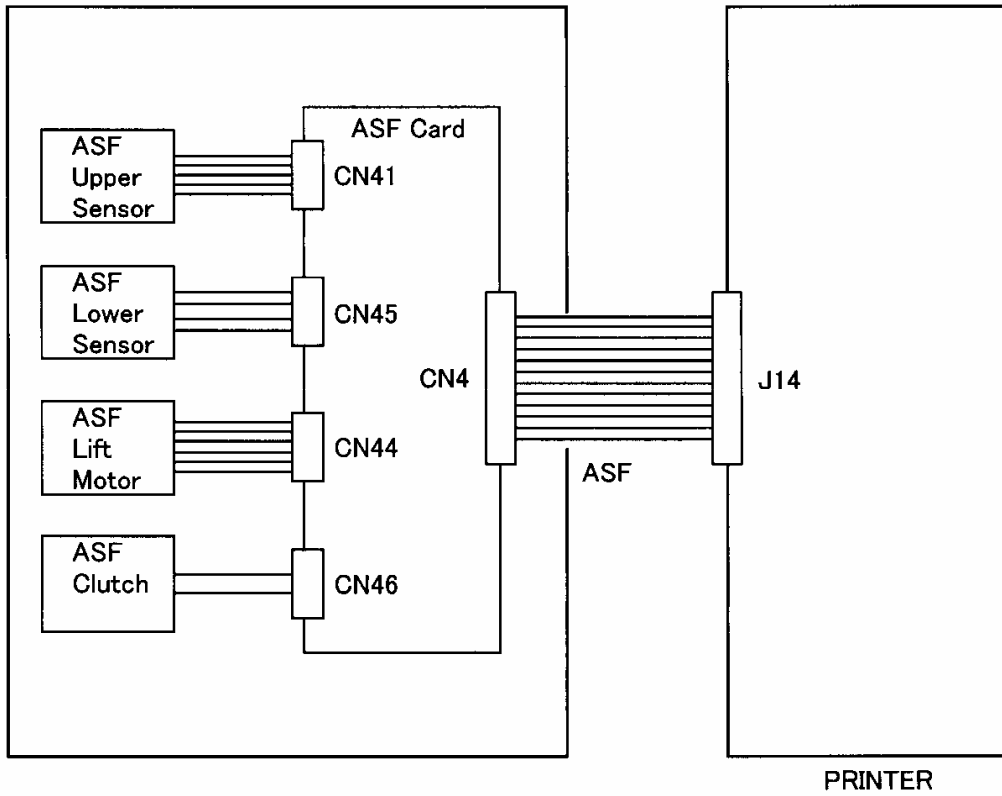 ASF Card
ASF
Upper
Sensor
CN41
ASF
Lower
Sensor
CN45
CN4
J14
ASF
Lift
Motor
CN44
ASF
ASF
Clutch
CN46
PRINTER